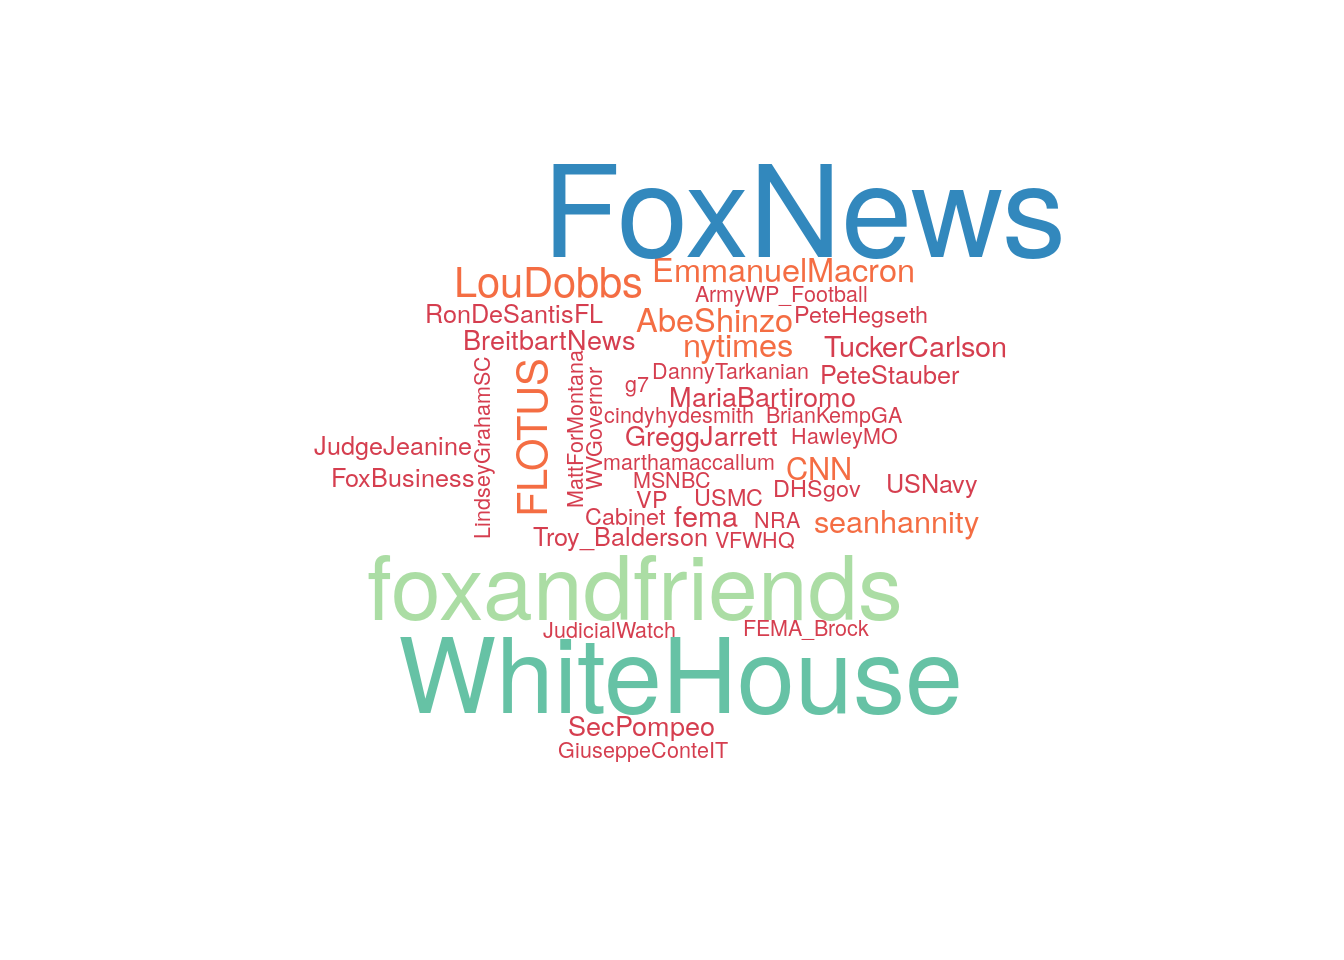 FoxNews
EmmanuelMacron
LouDobbs
ArmyWP_Football
RonDeSantisFL
AbeShinzo
PeteHegseth
BreitbartNews
nytimes
TuckerCarlson
LindseyGrahamSC
FLOTUS
MattForMontana
WVGovernor
g7
DannyTarkanian
PeteStauber
MariaBartiromo
cindyhydesmith
BrianKempGA
JudgeJeanine
GreggJarrett
HawleyMO
FoxBusiness
marthamaccallum
CNN
MSNBC
DHSgov
USNavy
VP
USMC
Cabinet
fema
NRA
seanhannity
Troy_Balderson
VFWHQ
foxandfriends
JudicialWatch
FEMA_Brock
WhiteHouse
SecPompeo
GiuseppeConteIT